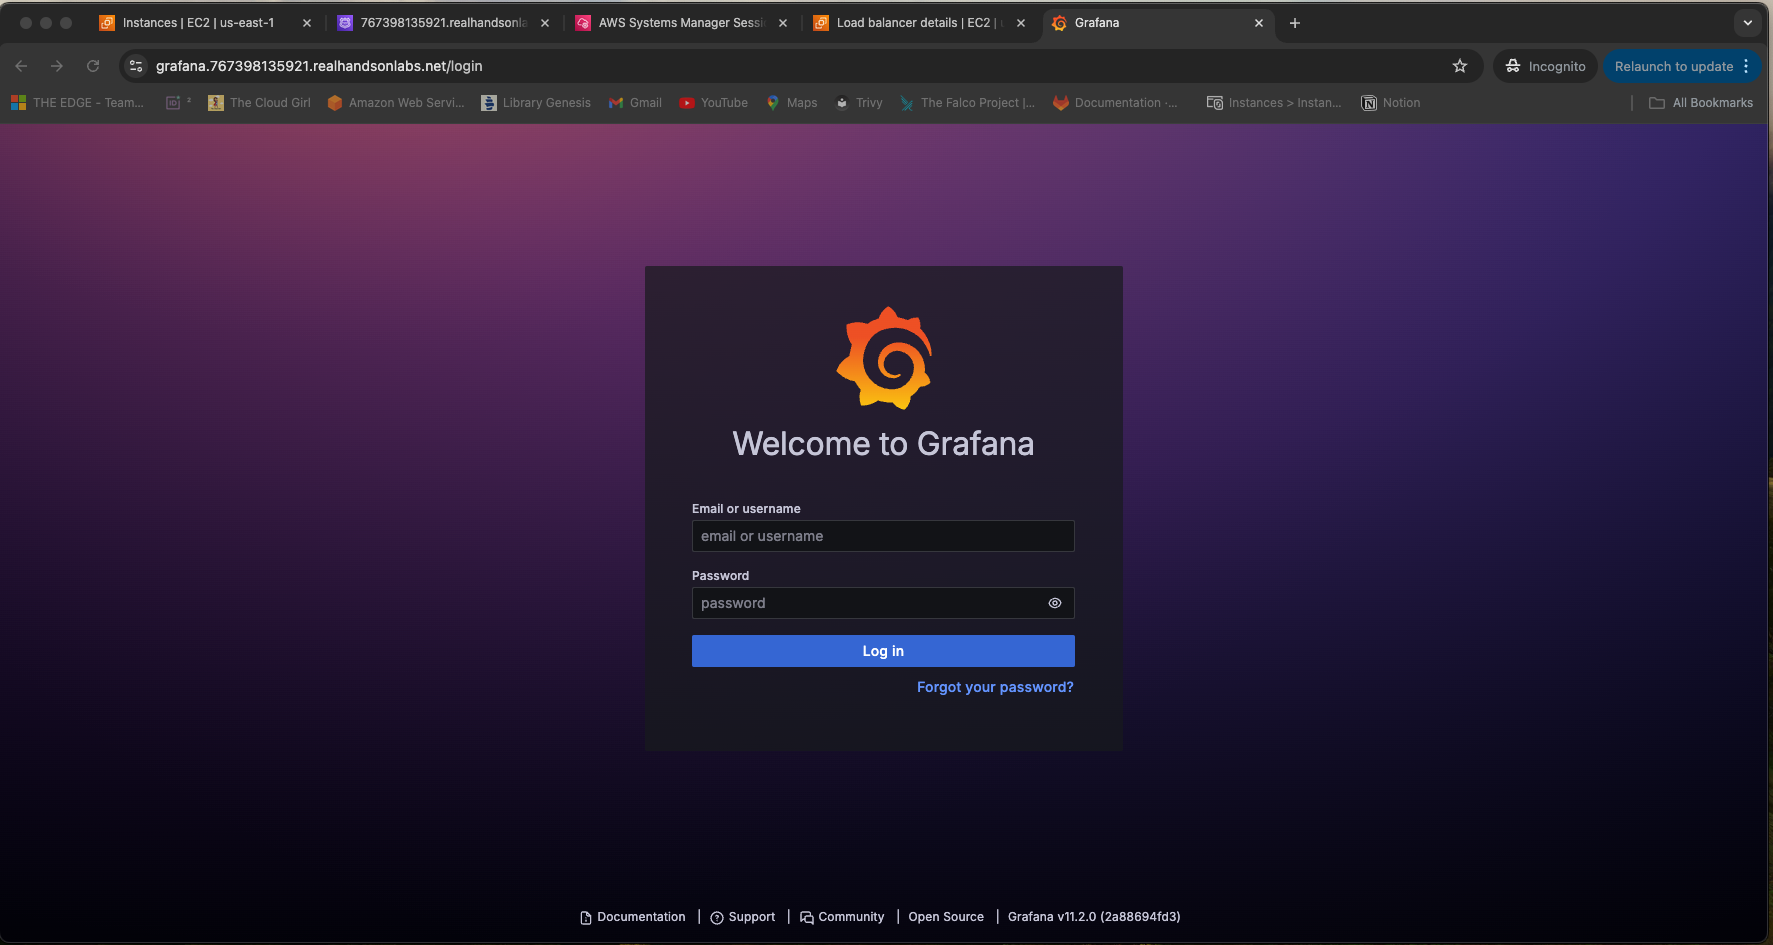 Instances | EC2 | us-east-1
767398135921.realhandsonla
AWS Systems Manager Sessi
Load balancer details | EC2 | u
Grafana
grafana.767398135921.realhandsonlabs.net/login
Incognito
Relaunch to update
THE EDGE - Team...
The Cloud Girl
Amazon Web Servi...
Library Genesis
Gmail
YouTube
Maps
Trivy
The Falco Project |...
Documentation ·...
Instances > Instan...
Notion
All Bookmarks
Welcome to Grafana
Email or username
email or username
Password
password
Log in
Forgot your password?
Documentation | Support | Community | Open Source | Grafana v11.2.0 (2a88694fd3)